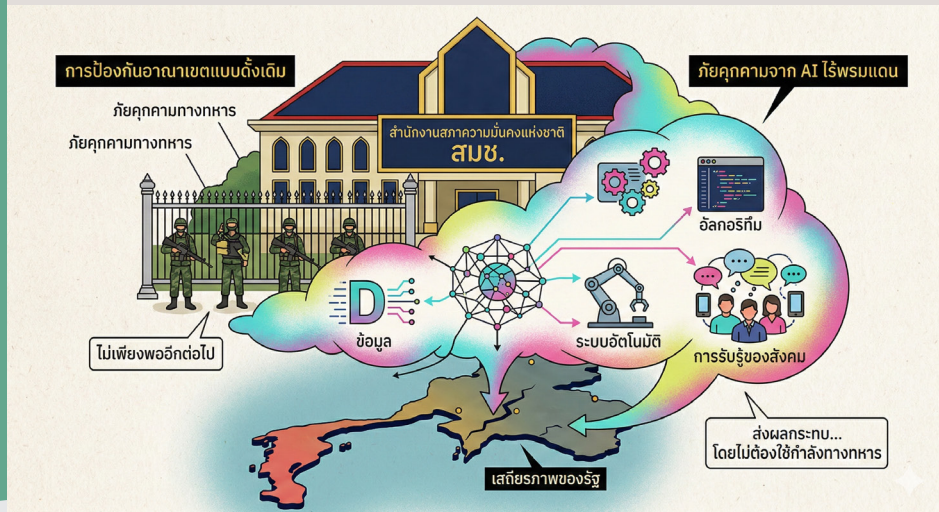 การป้องกันอาณาเขตแบบดั้งเดิม
ภัยคุกคามทางทหาร
ภัยคุกคามทางทหาร
ไม่เพียงพออีกต่อไป
สำนักงานสภาความมั่นคงแห่งชาติ
สมช.
ภัยคุกคามจาก AI ไร้พรมแดน
อัลกอริทึม
D
ข้อมูล
ระบบอัตโนมัติ
การรับรู้ของสังคม
ส่งผลกระทบ...
โดยไม่ต้องใช้กำลังทางทหาร
เสถียรภาพของรัฐ